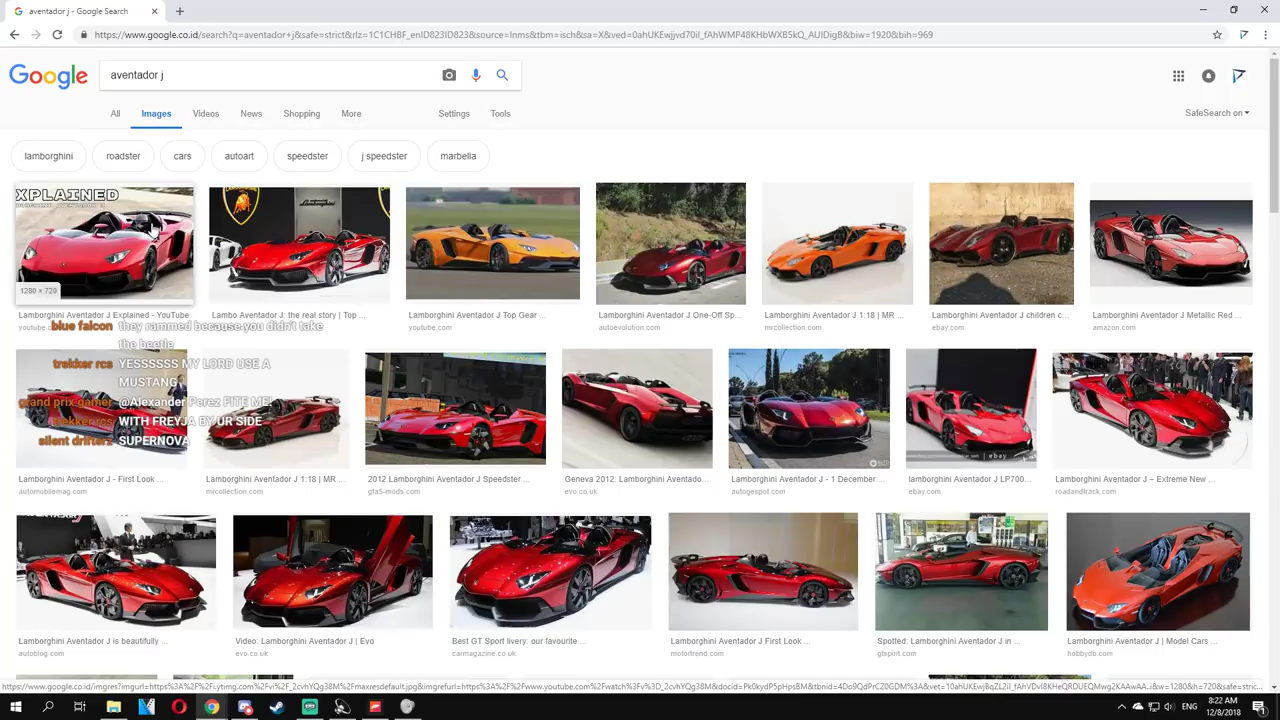 aventador j - Google Search
https://www.google.co.id/search?q=aventador+j&safe=strict&rlz=1C1CHBF_enID823ID823&source=lnms&tbm=isch&sa=X&ved=0ahUKEwjjvd70il_fAhWMP48KHbWXB5kQ_AUIDigB&biw=1920&bih=969
Google
aventador j
All Images Videos News Shopping More Settings Tools
SafeSearch on
lamborghini roadster cars autoart speedster j speedster marbella
XPLAINED
1280 × 720
Lamborghini Aventador J Explained - YouTube
Lambo Aventador J: the real story | Top ...
Lamborghini Aventador J Top Gear ...
Lamborghini Aventador J One-Off Sp...
Lamborghini Aventador J 1:18 | MR ...
Lamborghini Aventador J children c...
Lamborghini Aventador J Metallic Red ...
youtube.com
autoevolution.com
mrcollection.com
ebay.com
amazon.com
blue falcon they rammed because you didn't take
the beetle
trekker rcs YESSSSSS MY LORD USE A
MUSTANG
grand prix gamer @Alexander Perez FITE ME!
trekker rcs WITH FREYJA BY UR SIDE
silent drifterz SUPERNOVA
| ebay
Lamborghini Aventador J - First Look ...
Lamborghini Aventador J 1:18 | MR ...
2012 Lamborghini Aventador J Speedster ...
Geneva 2012: Lamborghini Aventado...
Lamborghini Aventador J - 1 December ...
lamborghini Aventador J LP700...
Lamborghini Aventador J – Extreme New ...
automobilemag.com
mrcollection.com
gta5-mods.com
evo.co.uk
autogespot.com
ebay.com
roadandtrack.com
Lamborghini Aventador J is beautifully ...
Video: Lamborghini Aventador J | Evo
Best GT Sport livery: our favourite ...
Lamborghini Aventador J First Look ...
Spotted: Lamborghini Aventador J in ...
Lamborghini Aventador J | Model Cars ...
autoblog.com
evo.co.uk
carmagazine.co.uk
motortrend.com
gtspirit.com
hobbydb.com
ENG
8:22 AM
12/8/2018